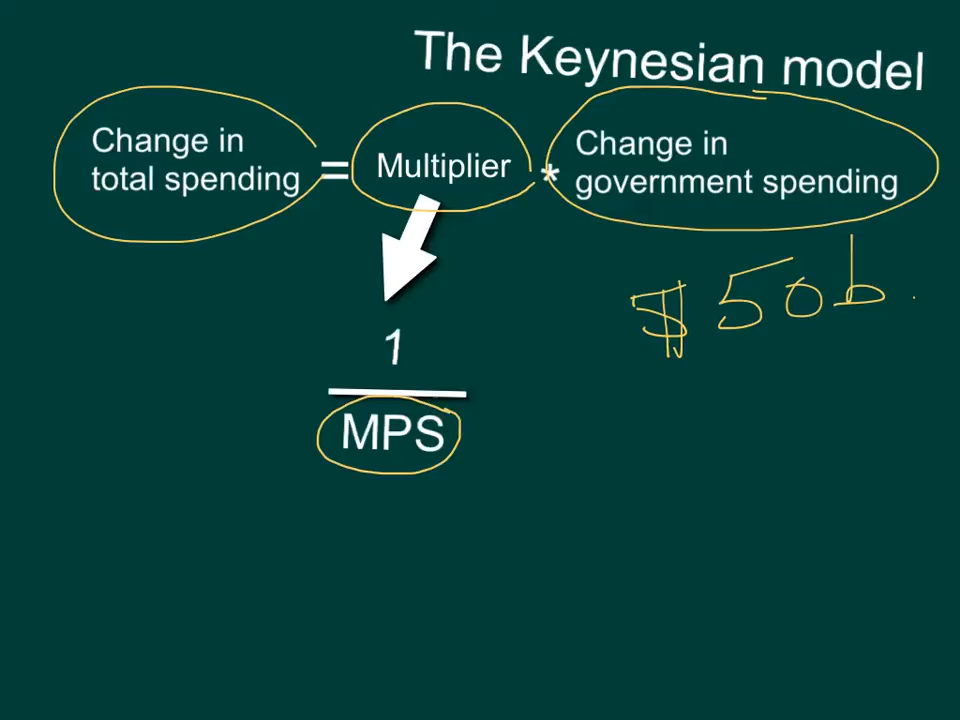 The Keynesian model
Change in
total spending
=
Multiplier
*
Change in
government spending
$50b.
1
MPS